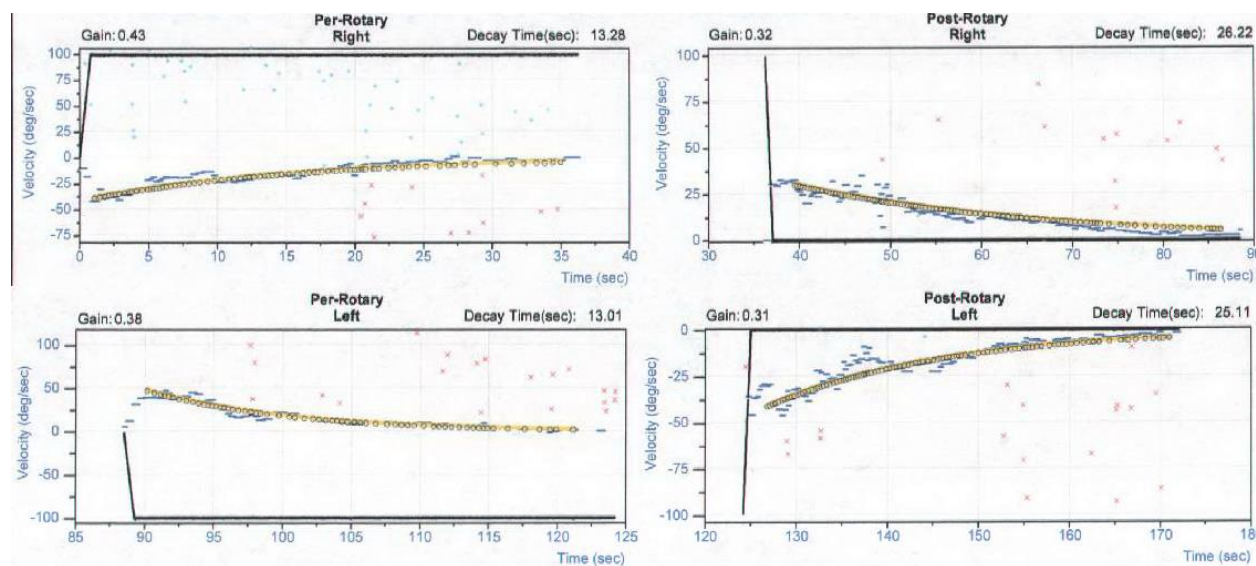 Per-Rotary
Right
Gain: 0.43
Decay Time(sec): 13.28
Velocity (deg/sec)
100
75
50
25
0
-25
-50
-75
0 5 10 15 20 25 30 35 40
Time (sec)
Post-Rotary
Right
Gain: 0.32
Decay Time(sec): 26.22
Velocity (deg/sec)
100
75
50
25
0
30 40 50 60 70 80 90
Time (sec)
Per-Rotary
Left
Gain: 0.38
Decay Time(sec): 13.01
Velocity (deg/sec)
100
50
0
-50
-100
85 90 95 100 105 110 115 120 125
Time (sec)
Post-Rotary
Left
Gain: 0.31
Decay Time(sec): 25.11
Velocity (deg/sec)
0
-25
-50
-75
-100
120 130 140 150 160 170 180
Time (sec)